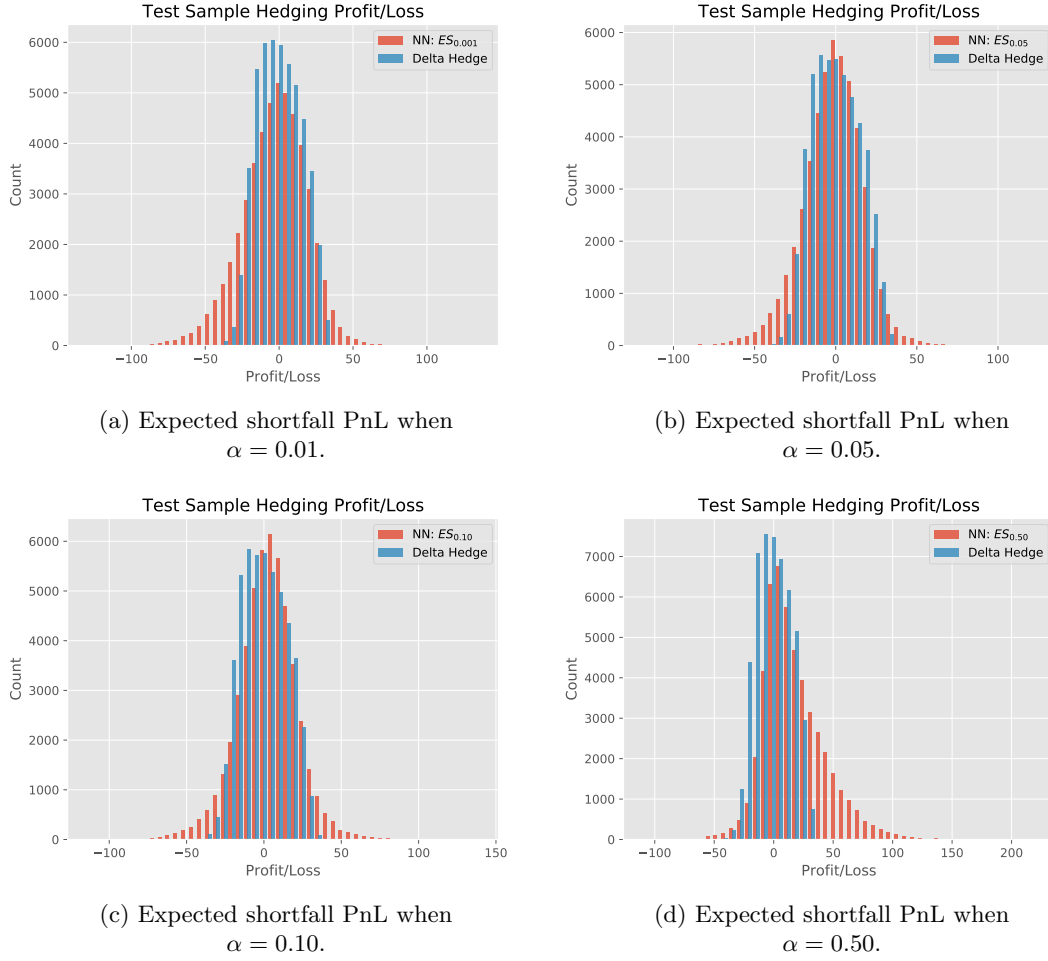 Test Sample Hedging Profit/Loss
NN: ES0.001
Delta Hedge
6000
5000
4000
3000
2000
1000
0
Count
−100
−50
0
50
100
Profit/Loss
(a) Expected shortfall PnL when
α = 0.01.
Test Sample Hedging Profit/Loss
NN: ES0.05
Delta Hedge
6000
5000
4000
3000
2000
1000
0
Count
−100
−50
0
50
100
Profit/Loss
(b) Expected shortfall PnL when
α = 0.05.
Test Sample Hedging Profit/Loss
NN: ES0.10
Delta Hedge
6000
5000
4000
3000
2000
1000
0
Count
−100
−50
0
50
100
150
Profit/Loss
(c) Expected shortfall PnL when
α = 0.10.
Test Sample Hedging Profit/Loss
NN: ES0.50
Delta Hedge
7000
6000
5000
4000
3000
2000
1000
0
Count
−100
−50
0
50
100
150
200
Profit/Loss
(d) Expected shortfall PnL when
α = 0.50.